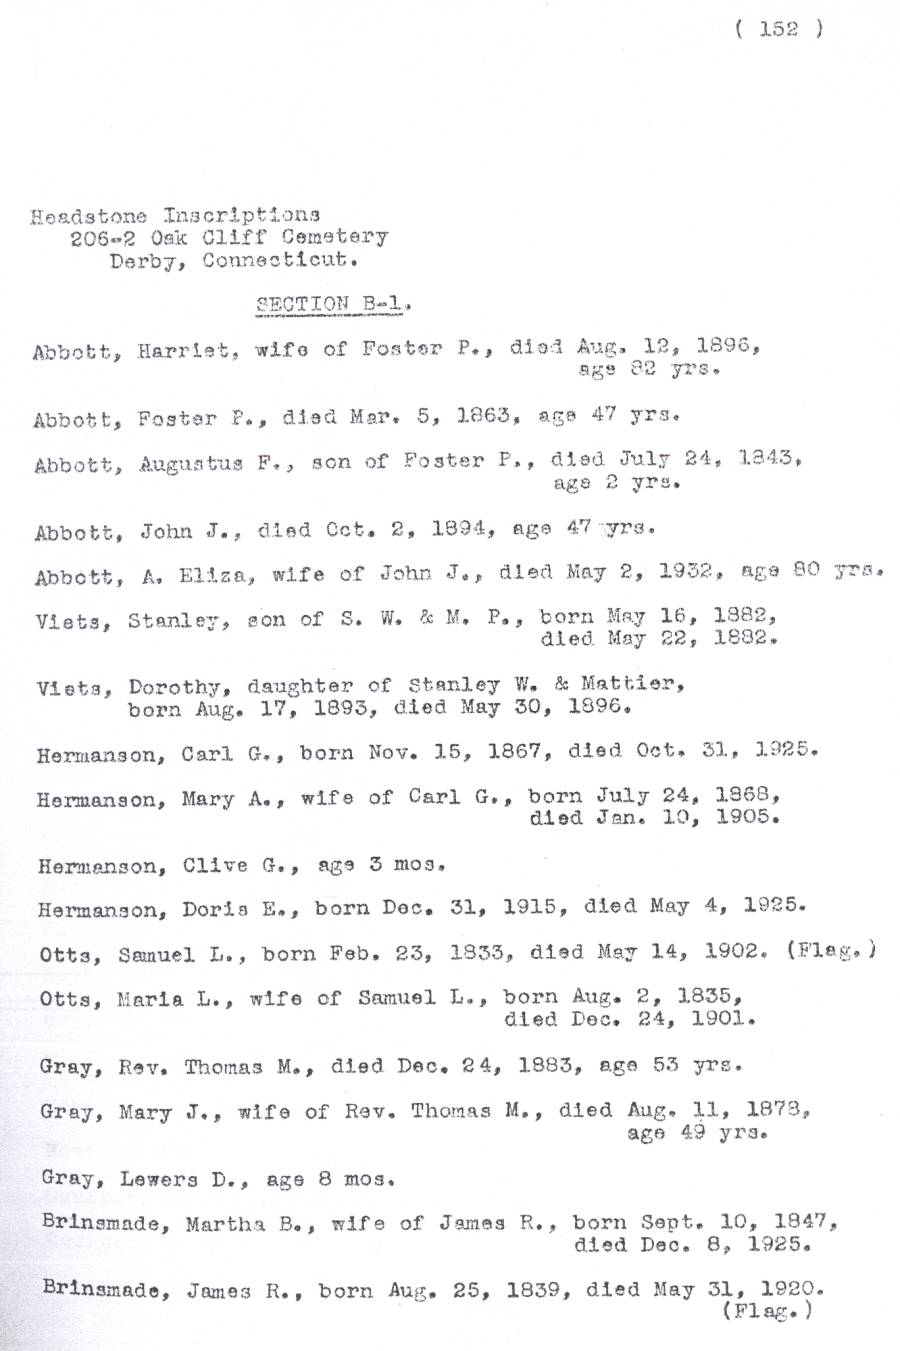 ( 152 )
Headstone Inscriptions
206-2 Oak Cliff Cemetery
Derby, Connecticut.
SECTION B-1.
Abbott, Harriet, wife of Foster P., died Aug. 12, 1896,
age 82 yrs.
Abbott, Foster P., died Mar. 5, 1863, age 47 yrs.
Abbott, Augustus F., son of Foster P., died July 24, 1843,
age 2 yrs.
Abbott, John J., died Oct. 2, 1894, age 47 yrs.
Abbott, A. Eliza, wife of John J., died May 2, 1932, age 80 yrs.
Viets, Stanley, son of S. W. & M. P., born May 16, 1882,
died May 22, 1882.
Viets, Dorothy, daughter of Stanley W. & Mattier,
born Aug. 17, 1893, died May 30, 1896.
Hermanson, Carl G., born Nov. 15, 1867, died Oct. 31, 1925.
Hermanson, Mary A., wife of Carl G., born July 24, 1868,
died Jan. 10, 1905.
Hermanson, Clive G., age 3 mos.
Hermanson, Doris E., born Dec. 31, 1915, died May 4, 1925.
Otts, Samuel L., born Feb. 23, 1833, died May 14, 1902. (Flag.)
Otts, Maria L., wife of Samuel L., born Aug. 2, 1835,
died Dec. 24, 1901.
Gray, Rev. Thomas M., died Dec. 24, 1883, age 53 yrs.
Gray, Mary J., wife of Rev. Thomas M., died Aug. 11, 1878,
age 49 yrs.
Gray, Lewers D., age 8 mos.
Brinsmade, Martha B., wife of James R., born Sept. 10, 1847,
died Dec. 8, 1925.
Brinsmade, James R., born Aug. 25, 1839, died May 31, 1920.
(Flag.)